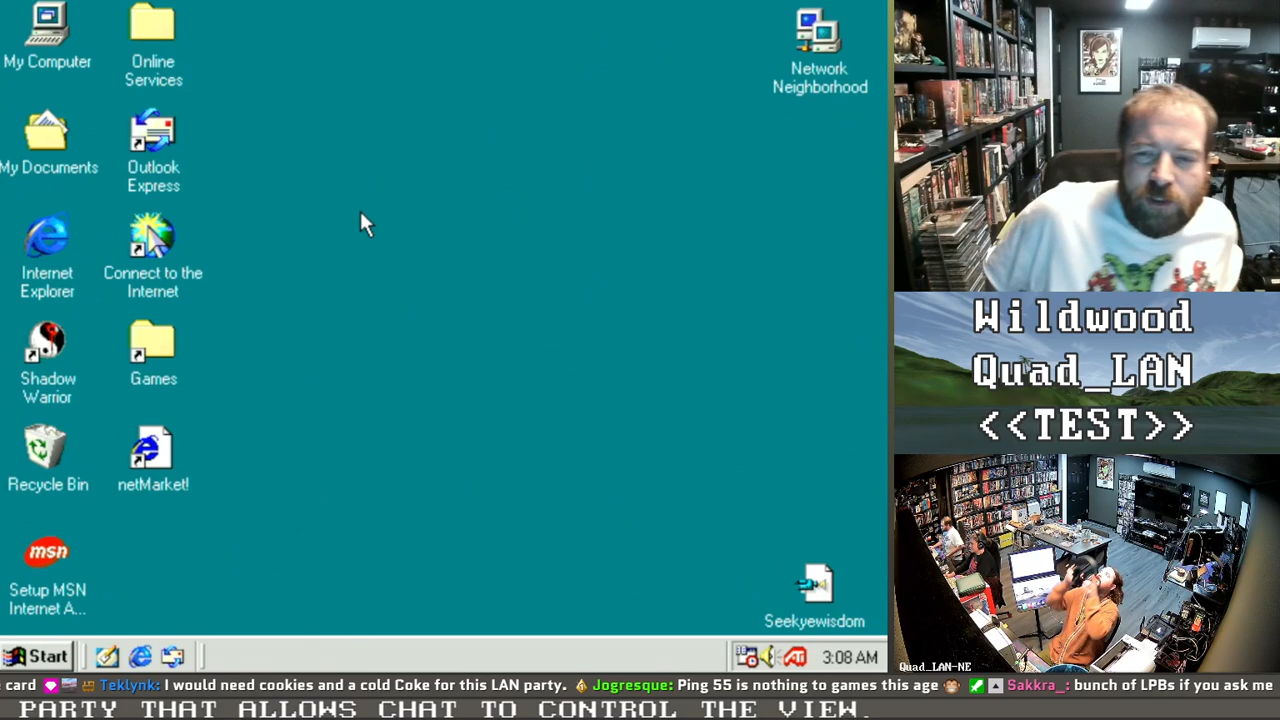 My Computer
Online
Services
Network
Neighborhood
My Documents
Outlook
Express
Internet
Explorer
Connect to the
Internet
Shadow
Warrior
Games
Recycle Bin
netMarket!
msn
Setup MSN
Internet A...
Seekyewisdom
Start
ATI
3:08 AM
Wildwood
Quad_LAN
<<TEST>>
Quad_LAN-NE
e card Teklynk: I would need cookies and a cold Coke for this LAN party. Jogresque: Ping 55 is nothing to games this age Sakkra_: bunch of LPBs if you ask me
PARTY THAT ALLOWS CHAT TO CONTROL THE VIEW.